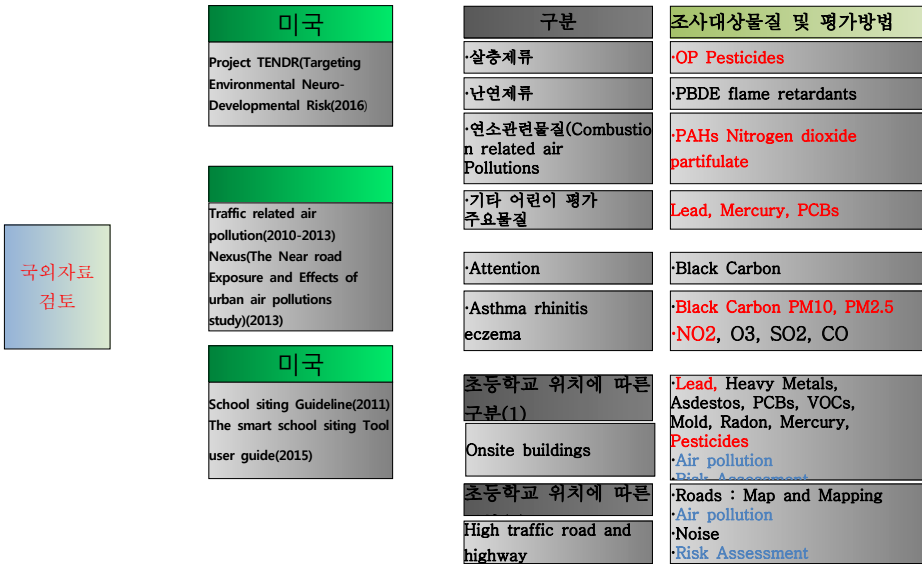 국외자료
검토
미국
Project TENDR(Targeting
Environmental Neuro-
Developmental Risk(2016)
Traffic related air
pollution(2010-2013)
Nexus(The Near road
Exposure and Effects of
urban air pollutions
study)(2013)
미국
School siting Guideline(2011)
The smart school siting Tool
user guide(2015)
구분
조사대상물질 및 평가방법
·살충제류
·OP Pesticides
·난연제류
·PBDE flame retardants
·연소관련물질(Combustio
n related air
Pollutions
·PAHs Nitrogen dioxide
partifulate
·기타 어린이 평가
주요물질
Lead, Mercury, PCBs
·Attention
·Black Carbon
·Asthma rhinitis
eczema
·Black Carbon PM10, PM2.5
·NO2, O3, SO2, CO
초등학교 위치에 따른
구분(1)
Onsite buildings
·Lead, Heavy Metals,
Asdestos, PCBs, VOCs,
Mold, Radon, Mercury,
Pesticides
·Air pollution
·Risk Assessment
초등학교 위치에 따른
High traffic road and
highway
·Roads : Map and Mapping
·Air pollution
·Noise
·Risk Assessment